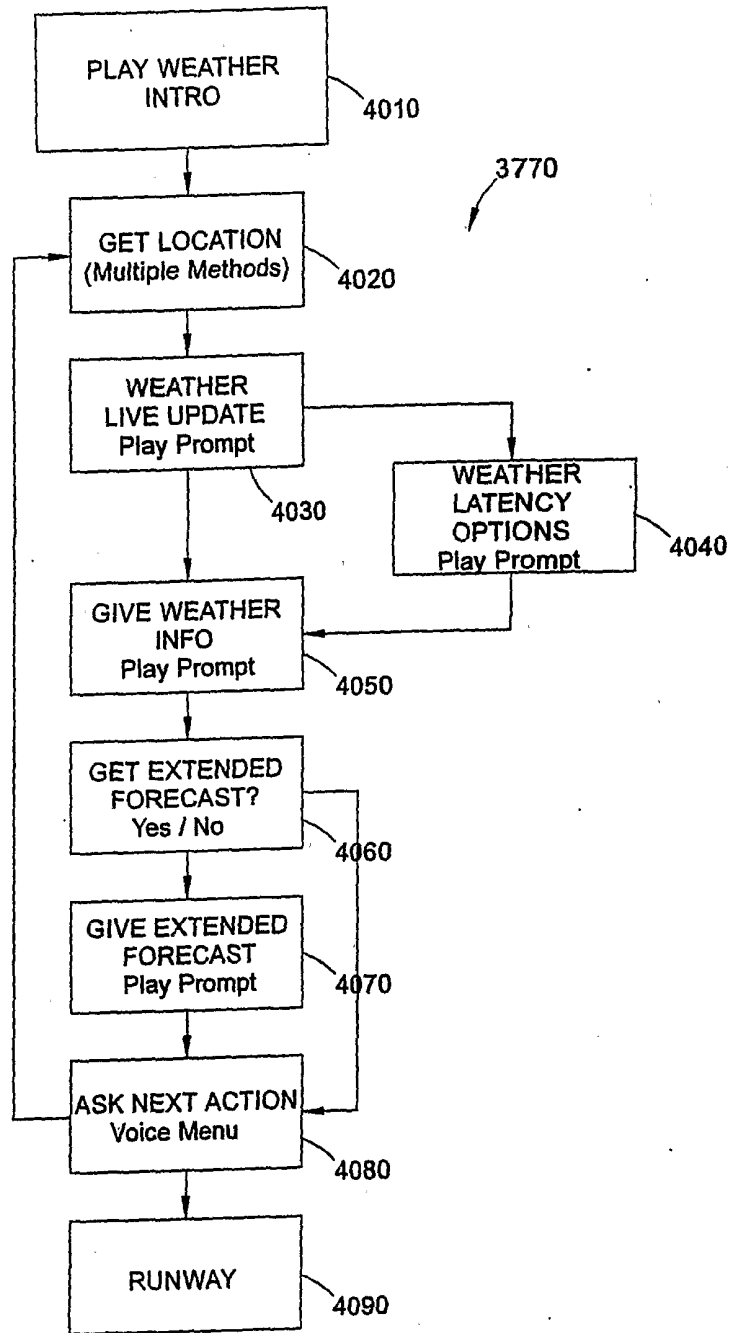 PLAY WEATHER
INTRO
4010
3770
GET LOCATION
(Multiple Methods)
4020
WEATHER
LIVE UPDATE
Play Prompt
4030
WEATHER
LATENCY
OPTIONS
Play Prompt
4040
GIVE WEATHER
INFO
Play Prompt
4050
GET EXTENDED
FORECAST?
Yes / No
4060
GIVE EXTENDED
FORECAST
Play Prompt
4070
ASK NEXT ACTION
Voice Menu
4080
RUNWAY
4090